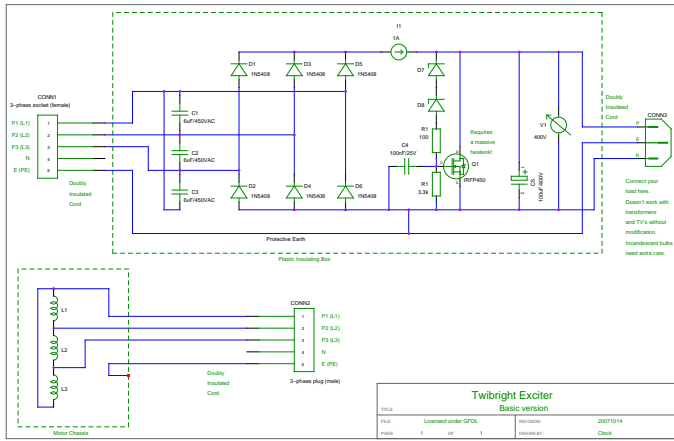 I1
1A
D1
1N5408
D3
1N5408
D5
1N5408
D7
D8
CONN1
3-phase socket (female)
P1 (L1)
1
P2 (L2)
2
P3 (L3)
3
N
4
E (PE)
5
Doubly
Insulated
Cord
C1
6uF/450VAC
C2
6uF/450VAC
C3
6uF/450VAC
D2
1N5408
D4
1N5408
D6
1N5408
C4
100nF/25V
R1
100
R1
3.3k
Requires
a massive
heatsink!
Q1
IRFP450
C5
100uF 400V
V1
400V
Doubly
Insulated
Cord
CONN3
P
E
N
Connect your
load here.
Doesn't work with
transformers
and TV's without
modification.
Incandescent bulbs
need extra care.
Protective Earth
Plastic Insulating Box
L1
L2
L3
Motor Chassis
Doubly
Insulated
Cord
CONN2
1
P1 (L1)
2
P2 (L2)
3
P3 (L3)
4
N
5
E (PE)
3-phase plug (male)
Twibright Exciter
TITLE
Basic version
FILE:
Licensed under GFDL
REVISION:
20071014
PAGE
1
OF
1
DRAWN BY:
Clock